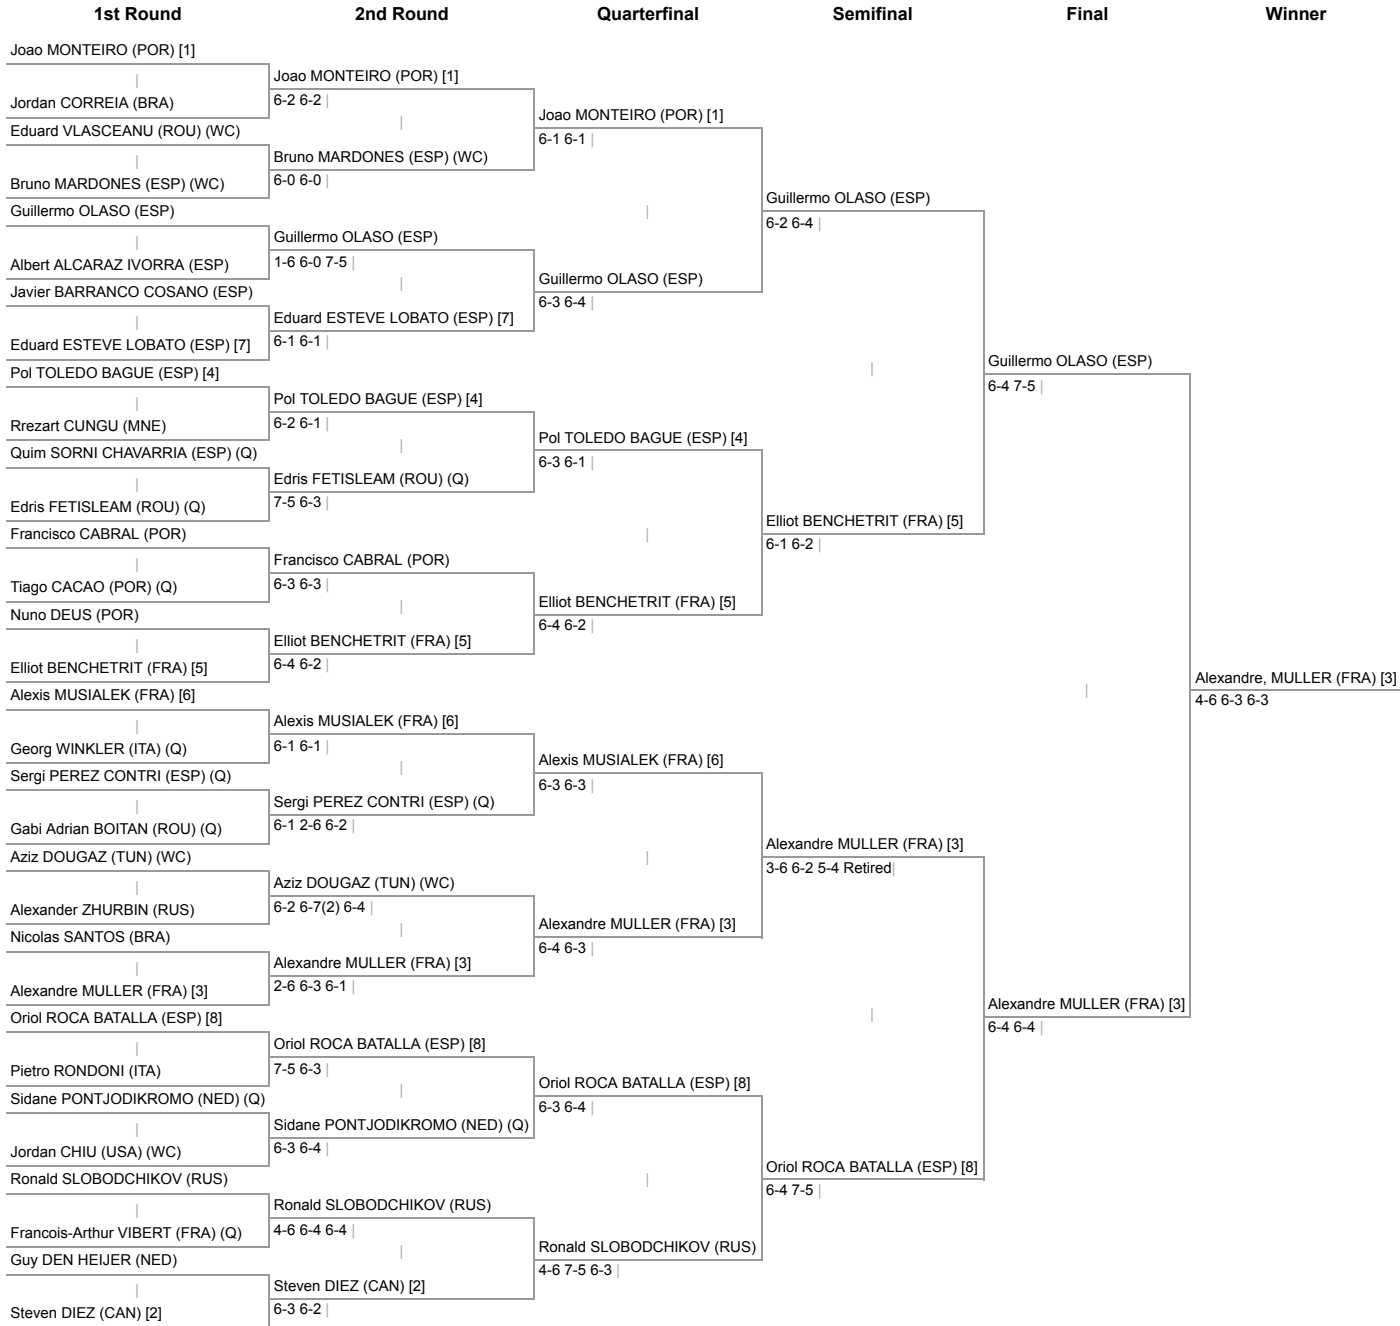 1st Round
2nd Round
Quarterfinal
Semifinal
Final
Winner
Joao MONTEIRO (POR) [1]
Jordan CORREIA (BRA)
Eduard VLASCEANU (ROU) (WC)
Bruno MARDONES (ESP) (WC)
Guillermo OLASO (ESP)
Albert ALCARAZ IVORRA (ESP)
Javier BARRANCO COSANO (ESP)
Eduard ESTEVE LOBATO (ESP) [7]
Pol TOLEDO BAGUE (ESP) [4]
Rrezart CUNGU (MNE)
Quim SORNI CHAVARRIA (ESP) (Q)
Edris FETISLEAM (ROU) (Q)
Francisco CABRAL (POR)
Tiago CACAO (POR) (Q)
Nuno DEUS (POR)
Elliot BENCHETRIT (FRA) [5]
Alexis MUSIALEK (FRA) [6]
Georg WINKLER (ITA) (Q)
Sergi PEREZ CONTRI (ESP) (Q)
Gabi Adrian BOITAN (ROU) (Q)
Aziz DOUGAZ (TUN) (WC)
Alexander ZHURBIN (RUS)
Nicolas SANTOS (BRA)
Alexandre MULLER (FRA) [3]
Oriol ROCA BATALLA (ESP) [8]
Pietro RONDONI (ITA)
Sidane PONTJODIKROMO (NED) (Q)
Jordan CHIU (USA) (WC)
Ronald SLOBODCHIKOV (RUS)
Francois-Arthur VIBERT (FRA) (Q)
Guy DEN HEIJER (NED)
Steven DIEZ (CAN) [2]
Joao MONTEIRO (POR) [1]
6-2 6-2
Bruno MARDONES (ESP) (WC)
6-0 6-0
Guillermo OLASO (ESP)
1-6 6-0 7-5
Eduard ESTEVE LOBATO (ESP) [7]
6-1 6-1
Pol TOLEDO BAGUE (ESP) [4]
6-2 6-1
Edris FETISLEAM (ROU) (Q)
7-5 6-3
Francisco CABRAL (POR)
6-3 6-3
Elliot BENCHETRIT (FRA) [5]
6-4 6-2
Alexis MUSIALEK (FRA) [6]
6-1 6-1
Sergi PEREZ CONTRI (ESP) (Q)
6-1 2-6 6-2
Aziz DOUGAZ (TUN) (WC)
6-2 6-7(2) 6-4
Alexandre MULLER (FRA) [3]
2-6 6-3 6-1
Oriol ROCA BATALLA (ESP) [8]
7-5 6-3
Sidane PONTJODIKROMO (NED) (Q)
6-3 6-4
Ronald SLOBODCHIKOV (RUS)
4-6 6-4 6-4
Steven DIEZ (CAN) [2]
6-3 6-2
Joao MONTEIRO (POR) [1]
6-1 6-1
Guillermo OLASO (ESP)
6-3 6-4
Pol TOLEDO BAGUE (ESP) [4]
6-3 6-1
Elliot BENCHETRIT (FRA) [5]
6-4 6-2
Alexis MUSIALEK (FRA) [6]
6-3 6-3
Alexandre MULLER (FRA) [3]
6-4 6-3
Oriol ROCA BATALLA (ESP) [8]
6-3 6-4
Ronald SLOBODCHIKOV (RUS)
4-6 7-5 6-3
Guillermo OLASO (ESP)
6-2 6-4
Elliot BENCHETRIT (FRA) [5]
6-1 6-2
Alexandre MULLER (FRA) [3]
3-6 6-2 5-4 Retired
Oriol ROCA BATALLA (ESP) [8]
6-4 7-5
Guillermo OLASO (ESP)
6-4 7-5
Alexandre MULLER (FRA) [3]
6-4 6-4
Alexandre, MULLER (FRA) [3]
4-6 6-3 6-3